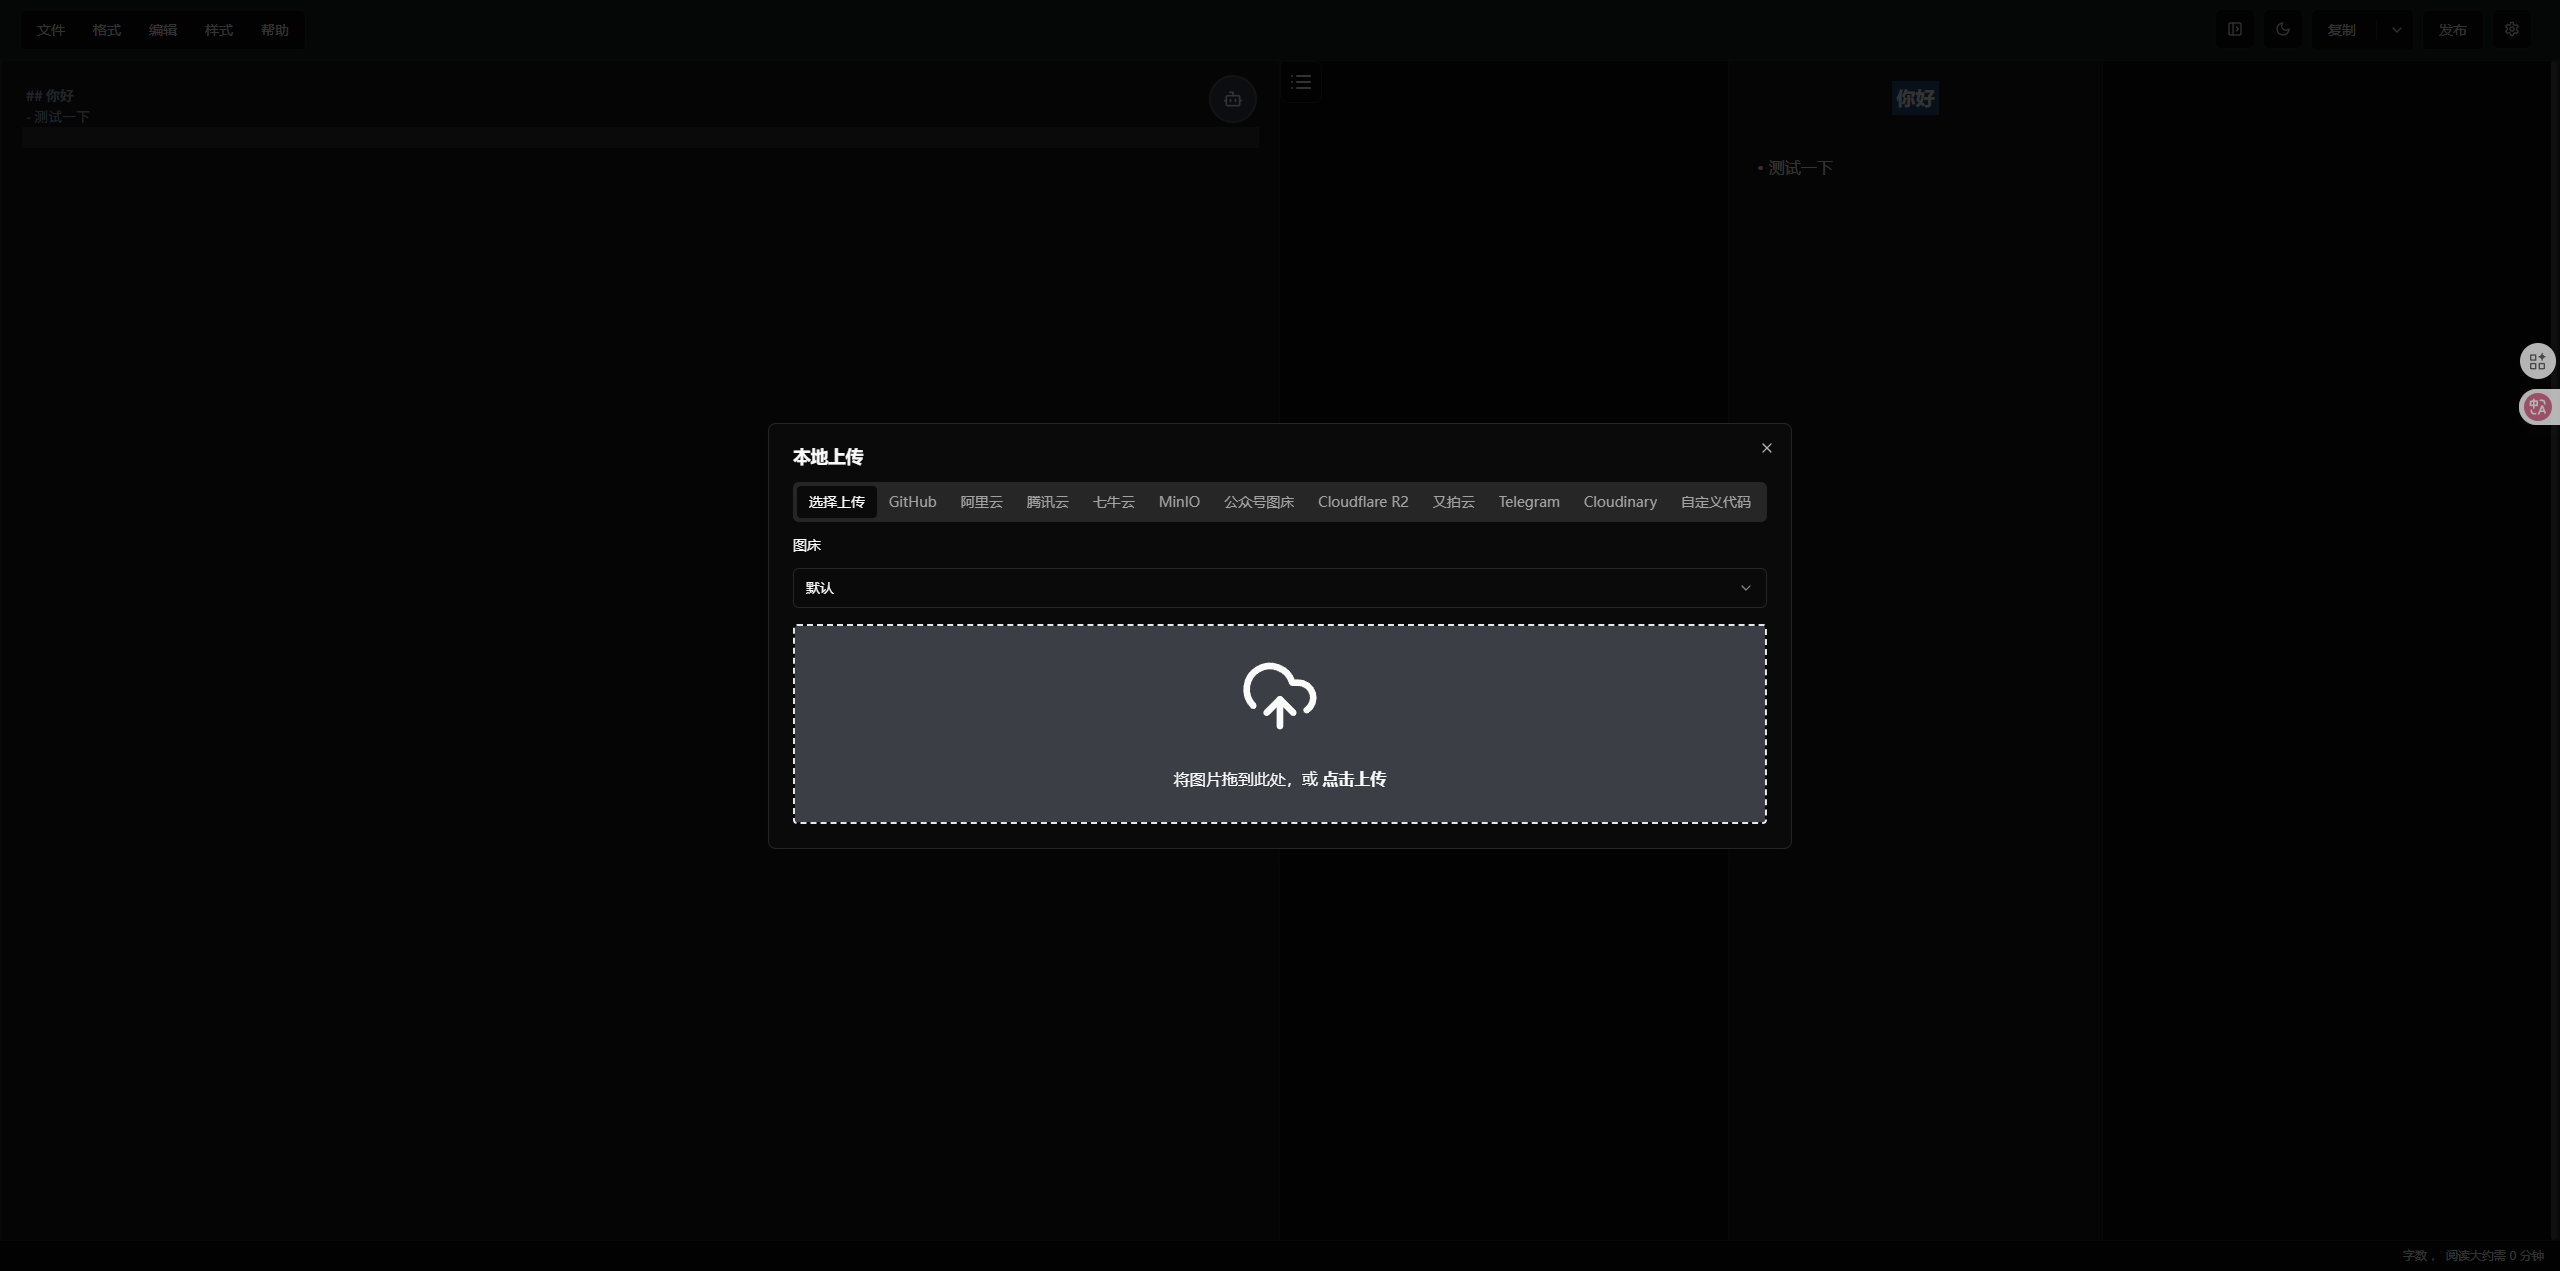 文件 格式 编辑 样式 帮助 复制 发布
## 你好
- 测试一下
你好
• 测试一下
本地上传
选择上传 GitHub 阿里云 腾讯云 七牛云 MinIO 公众号图床 Cloudflare R2 又拍云 Telegram Cloudinary 自定义代码
图床
默认
将图片拖到此处，或 点击上传
字数 ， 阅读大约需 0 分钟